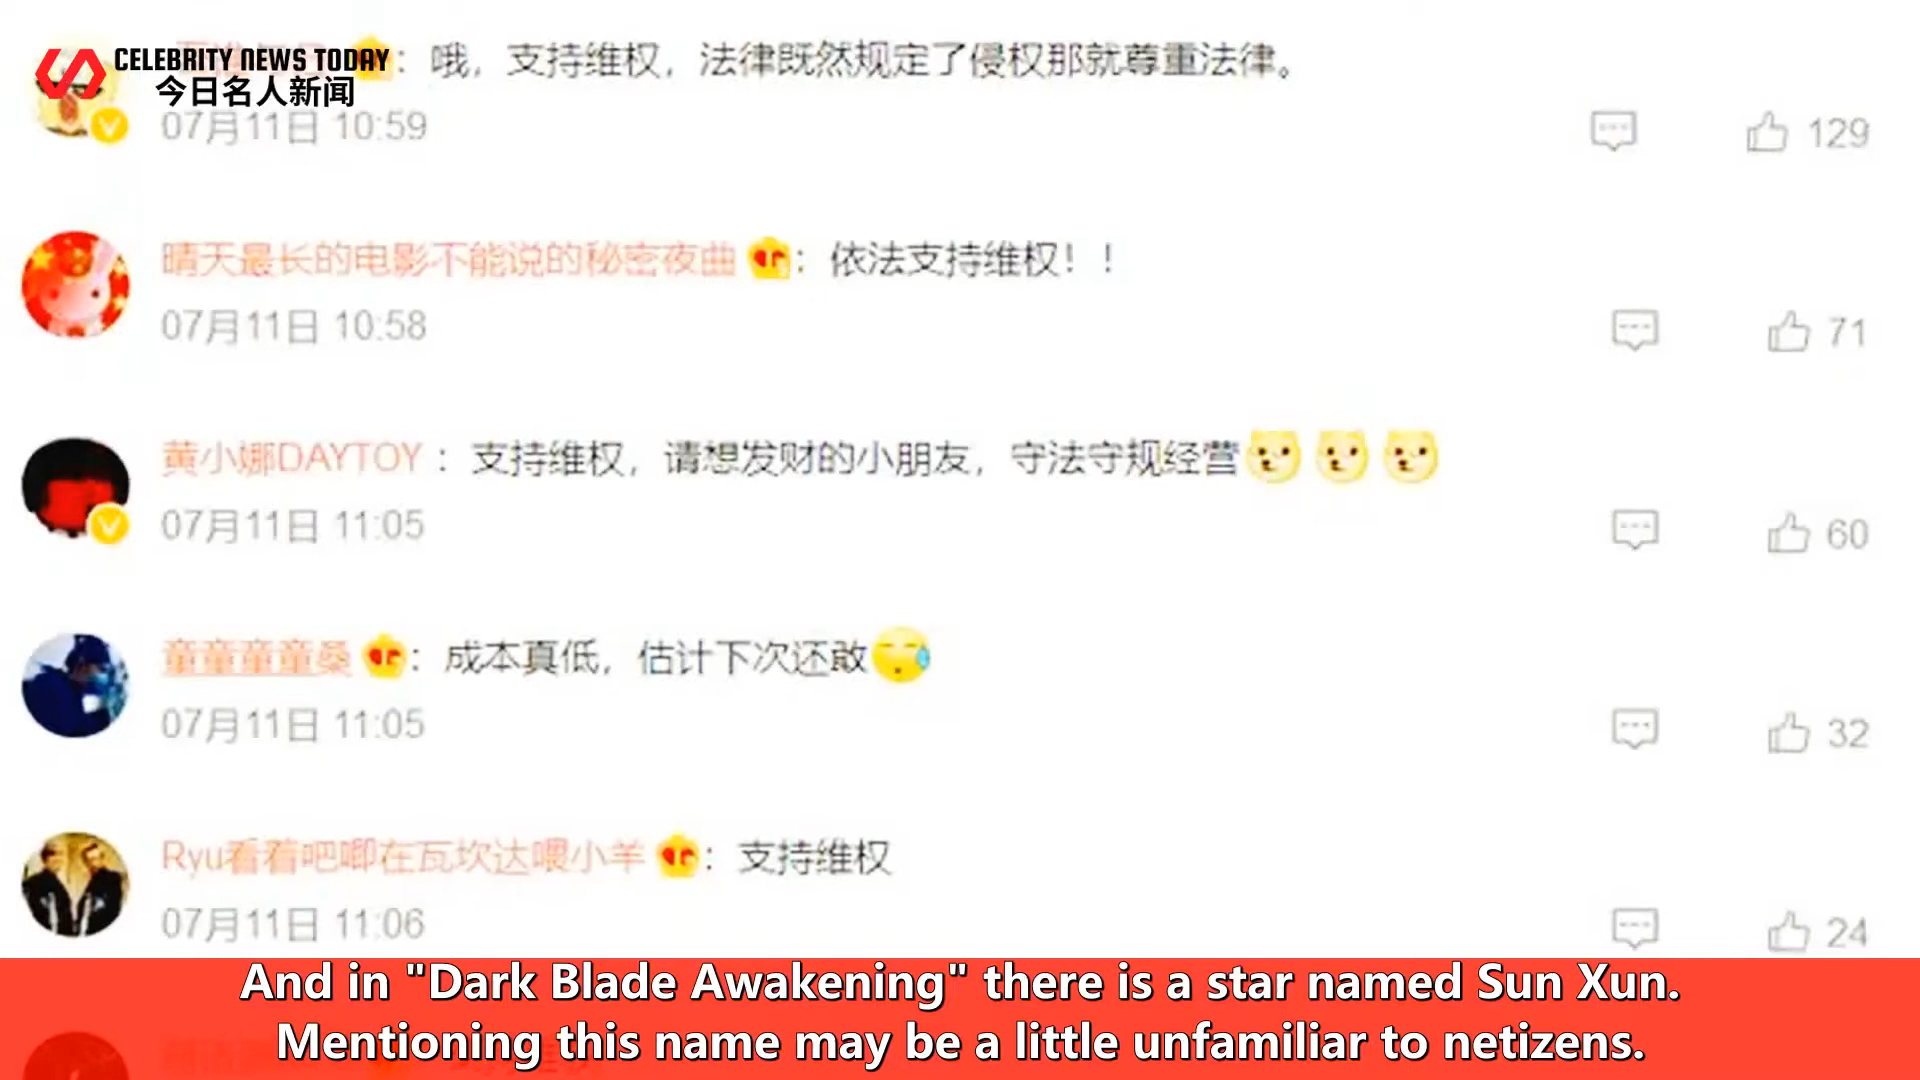 CELEBRITY NEWS TODAY
今日名人新闻
：哦，支持维权，法律既然规定了侵权那就尊重法律。
07月11日 10:59
129
晴天最长的电影不能说的秘密夜曲：依法支持维权！！
07月11日 10:58
71
黄小娜DAYTOY：支持维权，请想发财的小朋友，守法守规经营
07月11日 11:05
60
童童童童桑：成本真低，估计下次还敢
07月11日 11:05
32
Ryu看着吧唧在瓦坎达喂小羊：支持维权
07月11日 11:06
24
And in "Dark Blade Awakening" there is a star named Sun Xun.
Mentioning this name may be a little unfamiliar to netizens.